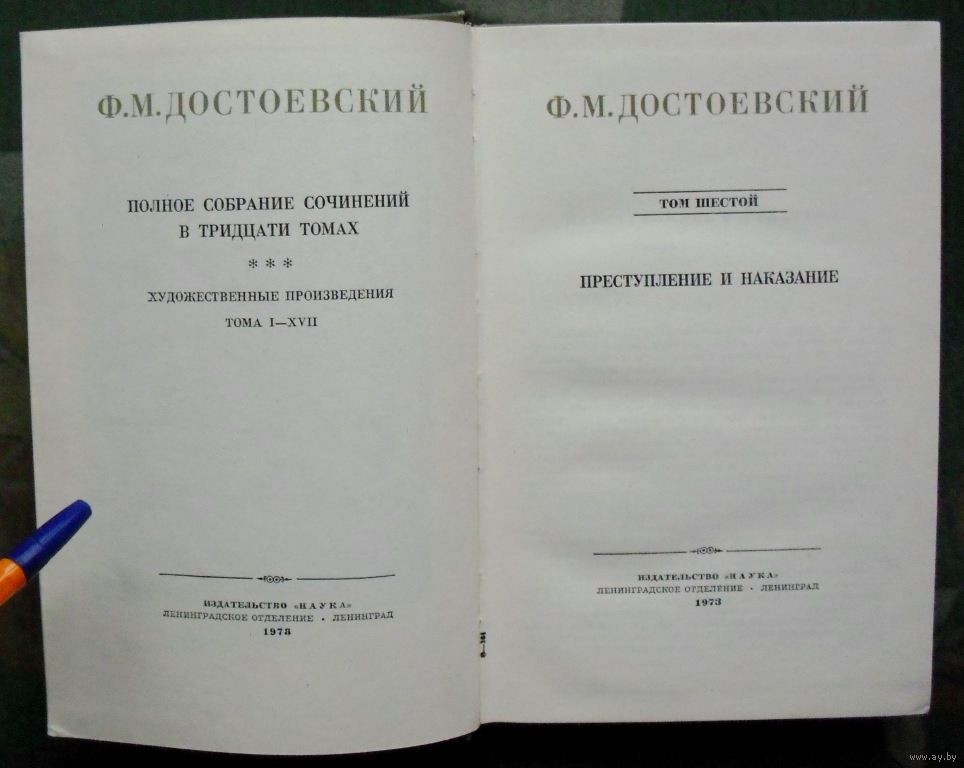 Ф.М.ДОСТОЕВСКИЙ
ПОЛНОЕ СОБРАНИЕ СОЧИНЕНИЙ
В ТРИДЦАТИ ТОМАХ
* * *
ХУДОЖЕСТВЕННЫЕ ПРОИЗВЕДЕНИЯ
ТОМА I—XVII
ИЗДАТЕЛЬСТВО «НАУКА»
ЛЕНИНГРАДСКОЕ ОТДЕЛЕНИЕ · ЛЕНИНГРАД
1973
Ф.М.ДОСТОЕВСКИЙ
ТОМ ШЕСТОЙ
ПРЕСТУПЛЕНИЕ И НАКАЗАНИЕ
ИЗДАТЕЛЬСТВО «НАУКА»
ЛЕНИНГРАДСКОЕ ОТДЕЛЕНИЕ · ЛЕНИНГРАД
1973
www.ay.by